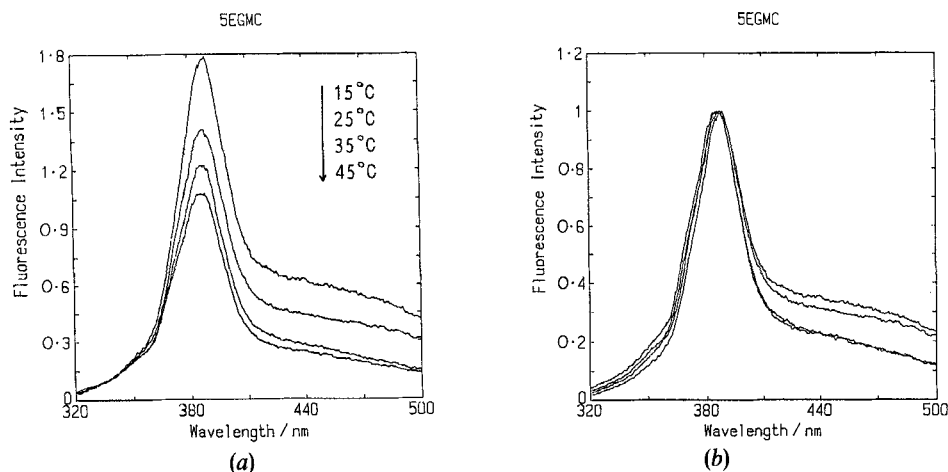 5EGMC
1·8
1·5
1·2
0·9
0·6
0·3
0
320
380
440
500
Fluorescence Intensity
Wavelength / nm
15°C
25°C
35°C
45°C
(a)
5EGMC
1·2
1
0·8
0·6
0·4
0·2
0
320
380
440
500
Fluorescence Intensity
Wavelength / nm
(b)